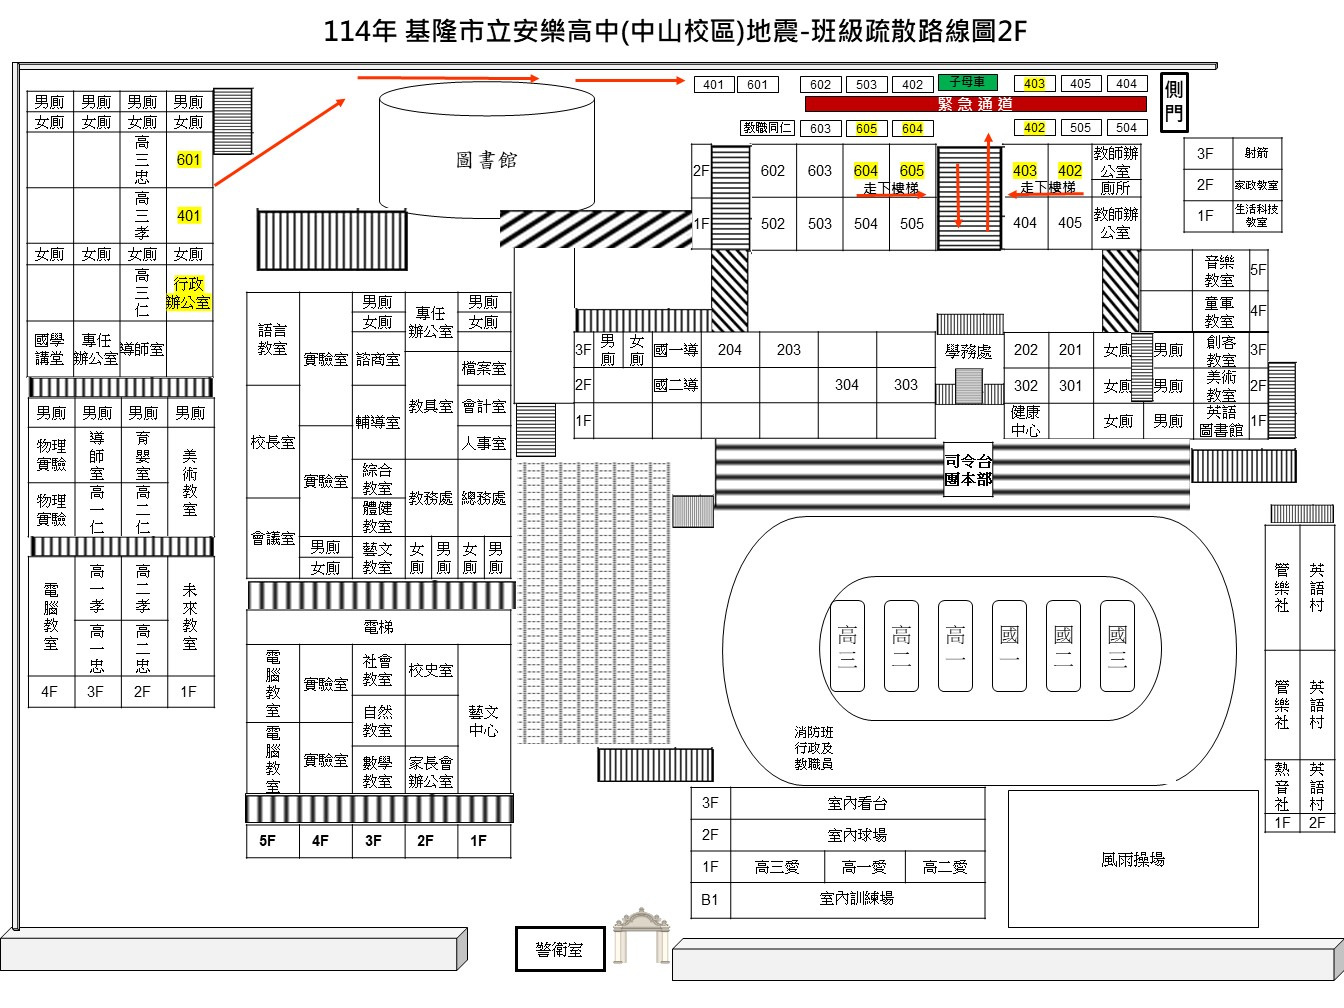 114年 基隆市立安樂高中(中山校區)地震-班級疏散路線圖2F
401 601 602 503 402 子母車 403 405 404
側門
緊急通道
教職同仁 603 605 604 402 505 504
男廁 男廁 男廁 男廁
女廁 女廁 女廁 女廁
高三忠 601
高三孝 401
女廁 女廁 女廁 女廁
高三仁 行政辦公室
國學講堂 專任辦公室 導師室
男廁 男廁 男廁 男廁
物理實驗 導師室 育嬰室 美術教室
物理實驗 高一仁 高二仁
電腦教室 高一孝 高二孝 未來教室
高一忠 高二忠
4F 3F 2F 1F
圖書館
2F 602 603 604 605 403 402 教師辦公室
走下樓梯 走下樓梯 廁所
1F 502 503 504 505 404 405 教師辦公室
3F 射箭
2F 家政教室
1F 生活科技教室
音樂教室 5F
童軍教室 4F
創客教室 3F
美術教室 2F
英語圖書館 1F
3F 男廁 女廁 國一導 204 203 學務處 202 201 女廁 男廁
2F 國二導 304 303 302 301 女廁 男廁
1F 健康中心 女廁 男廁
司令台
團本部
語言教室 實驗室 男廁 專任辦公室 男廁
女廁 女廁
諮商室 檔案室
教具室 會計室
校長室 輔導室 人事室
實驗室 綜合教室 教務處 總務處
體健教室
會議室 男廁 藝文教室 女廁 男廁 女廁 男廁
女廁
電梯
電腦教室 實驗室 社會教室 校史室 藝文中心
自然教室
電腦教室 實驗室 數學教室 家長會辦公室
5F 4F 3F 2F 1F
高三 高二 高一 國一 國二 國三
消防班
行政及
教職員
管樂社 英語村
管樂社 英語村
熱音社 英語村
1F 2F
3F 室內看台
2F 室內球場
1F 高三愛 高一愛 高二愛
B1 室內訓練場
風雨操場
警衛室